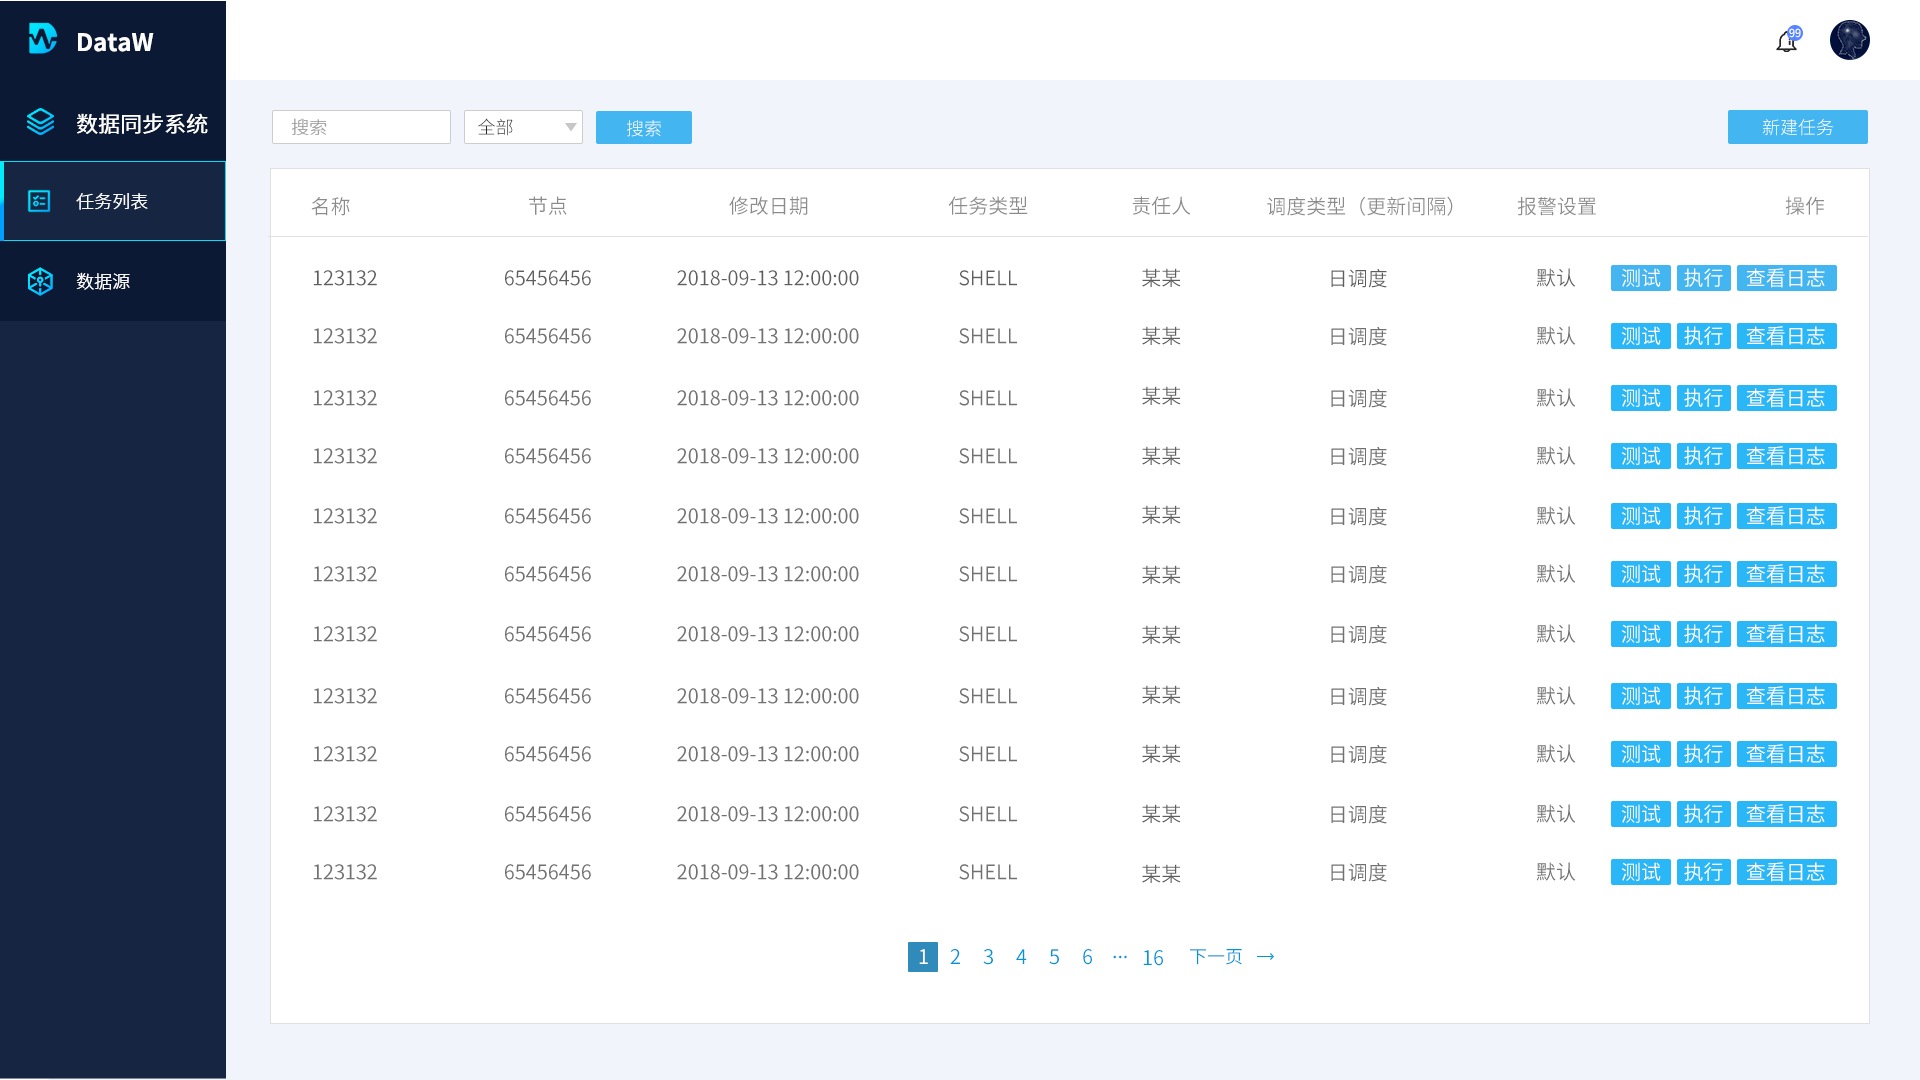 DataW
99
数据同步系统
任务列表
数据源
搜索 全部 搜索 新建任务
名称 节点 修改日期 任务类型 责任人 调度类型（更新间隔） 报警设置 操作
123132 65456456 2018-09-13 12:00:00 SHELL 某某 日调度 默认 测试 执行 查看日志
123132 65456456 2018-09-13 12:00:00 SHELL 某某 日调度 默认 测试 执行 查看日志
123132 65456456 2018-09-13 12:00:00 SHELL 某某 日调度 默认 测试 执行 查看日志
123132 65456456 2018-09-13 12:00:00 SHELL 某某 日调度 默认 测试 执行 查看日志
123132 65456456 2018-09-13 12:00:00 SHELL 某某 日调度 默认 测试 执行 查看日志
123132 65456456 2018-09-13 12:00:00 SHELL 某某 日调度 默认 测试 执行 查看日志
123132 65456456 2018-09-13 12:00:00 SHELL 某某 日调度 默认 测试 执行 查看日志
123132 65456456 2018-09-13 12:00:00 SHELL 某某 日调度 默认 测试 执行 查看日志
123132 65456456 2018-09-13 12:00:00 SHELL 某某 日调度 默认 测试 执行 查看日志
123132 65456456 2018-09-13 12:00:00 SHELL 某某 日调度 默认 测试 执行 查看日志
123132 65456456 2018-09-13 12:00:00 SHELL 某某 日调度 默认 测试 执行 查看日志
1 2 3 4 5 6 ··· 16 下一页 →